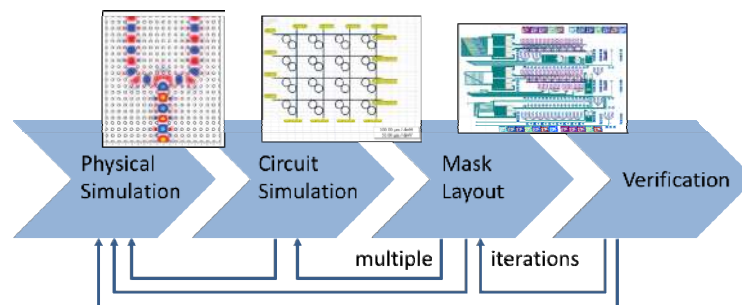 Physical
Simulation
Circuit
Simulation
Mask
Layout
Verification
multiple
iterations